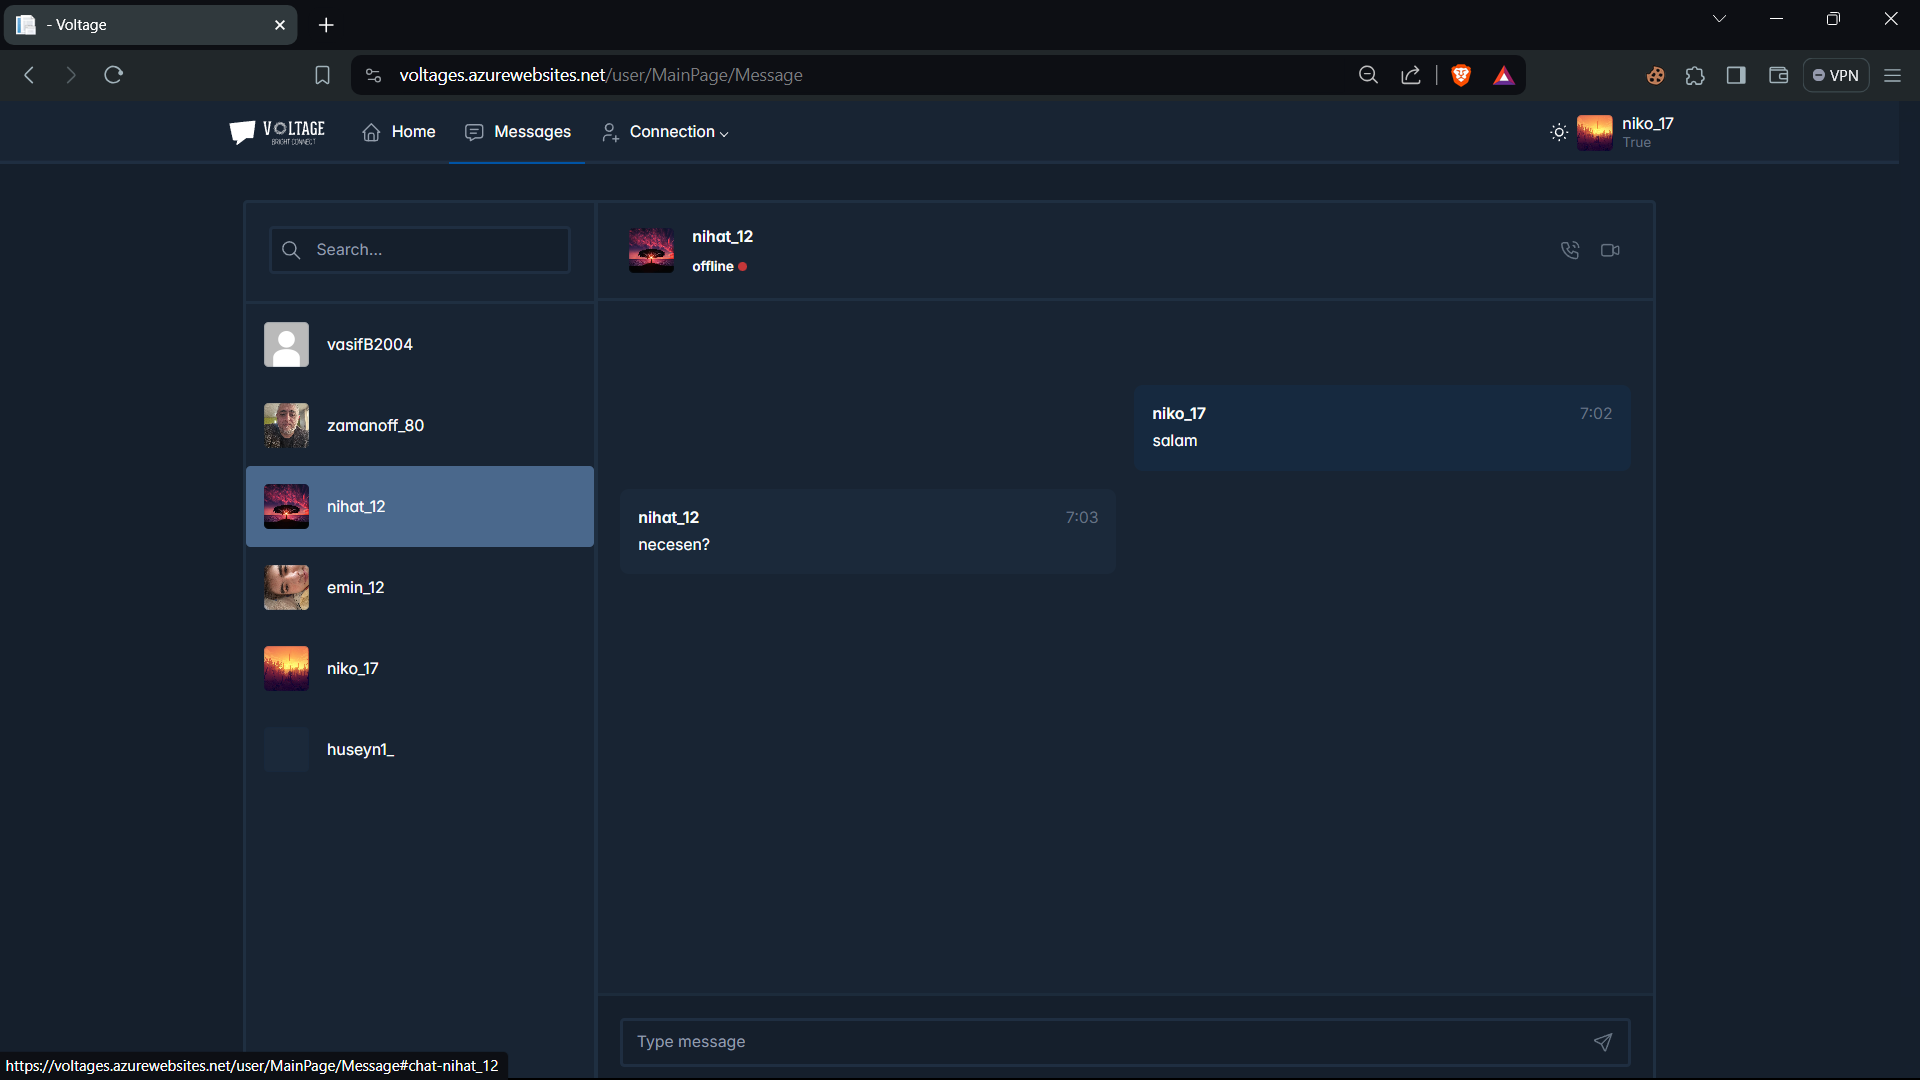 - Voltage
voltages.azurewebsites.net/user/MainPage/Message
VPN
VOLTAGE
BRIGHT CONNECT
Home
Messages
Connection
niko_17
True
Search...
vasifB2004
zamanoff_80
nihat_12
emin_12
niko_17
huseyn1_
nihat_12
offline
niko_17
7:02
salam
nihat_12
7:03
necesen?
Type message
https://voltages.azurewebsites.net/user/MainPage/Message#chat-nihat_12